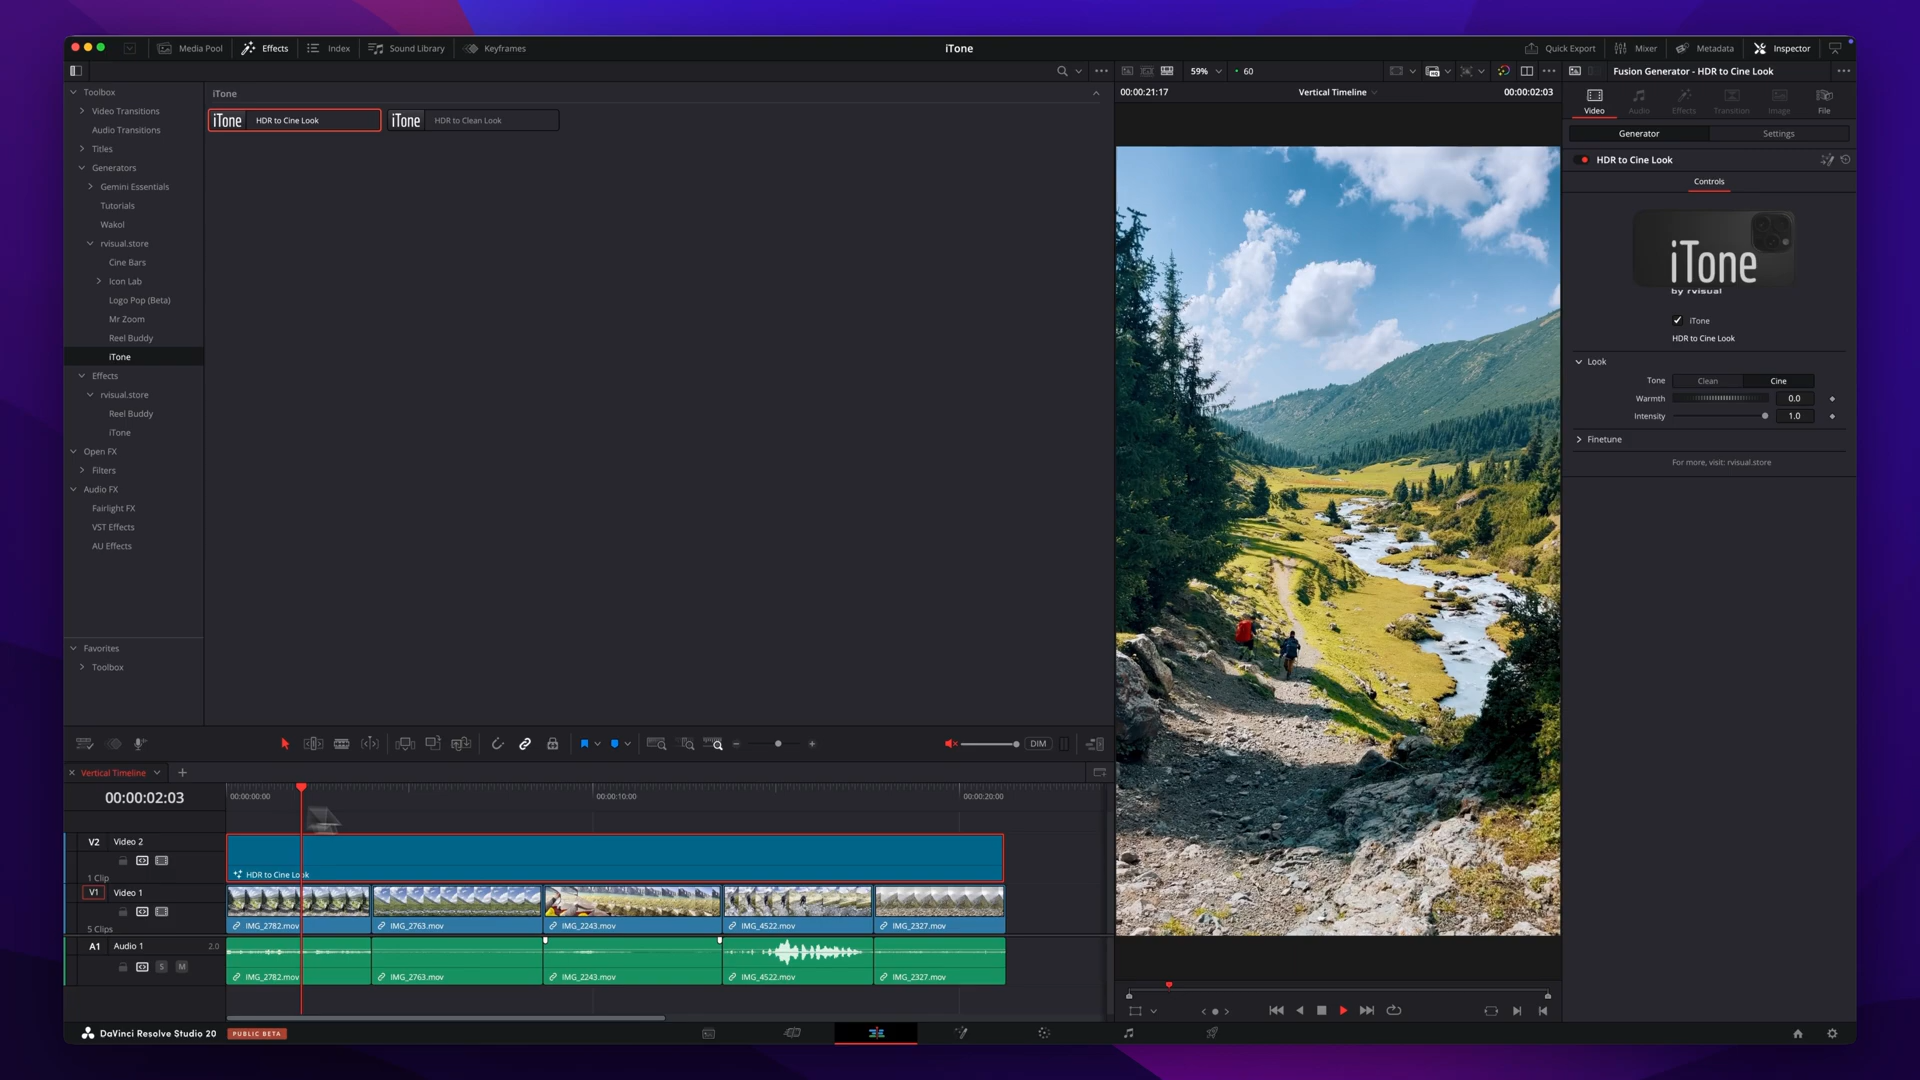 Media Pool Effects Index Sound Library Keyframes iTone Quick Export Mixer Metadata Inspector
59% 60 Fusion Generator - HDR to Cine Look
Toolbox
Video Transitions
Audio Transitions
Titles
Generators
Gemini Essentials
Tutorials
Wakol
rvisual.store
Cine Bars
Icon Lab
Logo Pop (Beta)
Mr Zoom
Reel Buddy
iTone
Effects
rvisual.store
Reel Buddy
iTone
Open FX
Filters
Audio FX
Fairlight FX
VST Effects
AU Effects
Favorites
Toolbox
iTone
iTone HDR to Cine Look iTone HDR to Clean Look
00:00:21:17 Vertical Timeline 00:00:02:03
Video Audio Effects Transition Image File
Generator Settings
HDR to Cine Look
Controls
iTone
by rvisual
iTone
HDR to Cine Look
Look
Tone Clean Cine
Warmth 0.0
Intensity 1.0
Finetune
For more, visit: rvisual.store
DIM
Vertical Timeline
00:00:02:03 00:00:00:00 00:00:10:00 00:00:20:00
V2 Video 2
1 Clip
HDR to Cine Look
V1 Video 1
5 Clips
IMG_2782.mov IMG_2763.mov IMG_2243.mov IMG_4522.mov IMG_2327.mov
A1 Audio 1 2.0
S M
IMG_2782.mov IMG_2763.mov IMG_2243.mov IMG_4522.mov IMG_2327.mov
DaVinci Resolve Studio 20 PUBLIC BETA